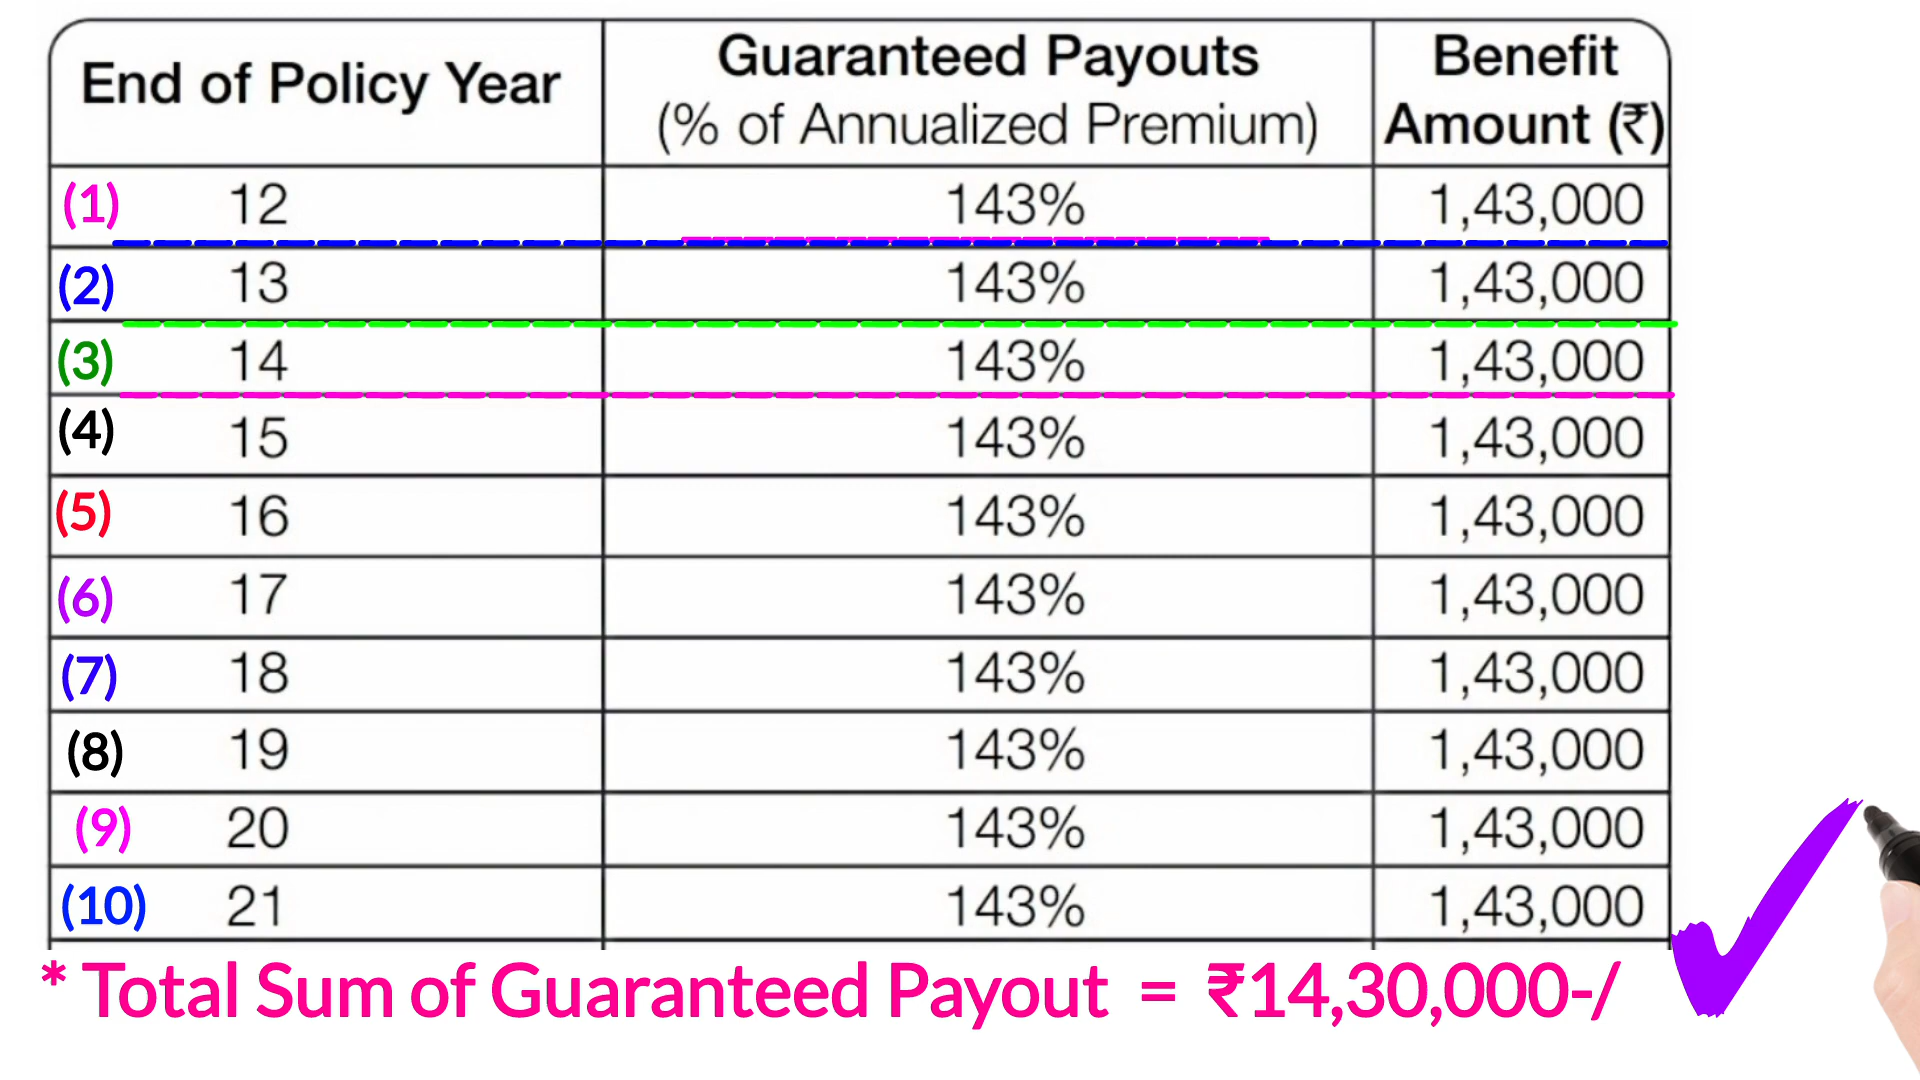 End of Policy Year Guaranteed Payouts (% of Annualized Premium) Benefit Amount (₹)
(1) 12 143% 1,43,000
(2) 13 143% 1,43,000
(3) 14 143% 1,43,000
(4) 15 143% 1,43,000
(5) 16 143% 1,43,000
(6) 17 143% 1,43,000
(7) 18 143% 1,43,000
(8) 19 143% 1,43,000
(9) 20 143% 1,43,000
(10) 21 143% 1,43,000
* Total Sum of Guaranteed Payout = ₹14,30,000-/